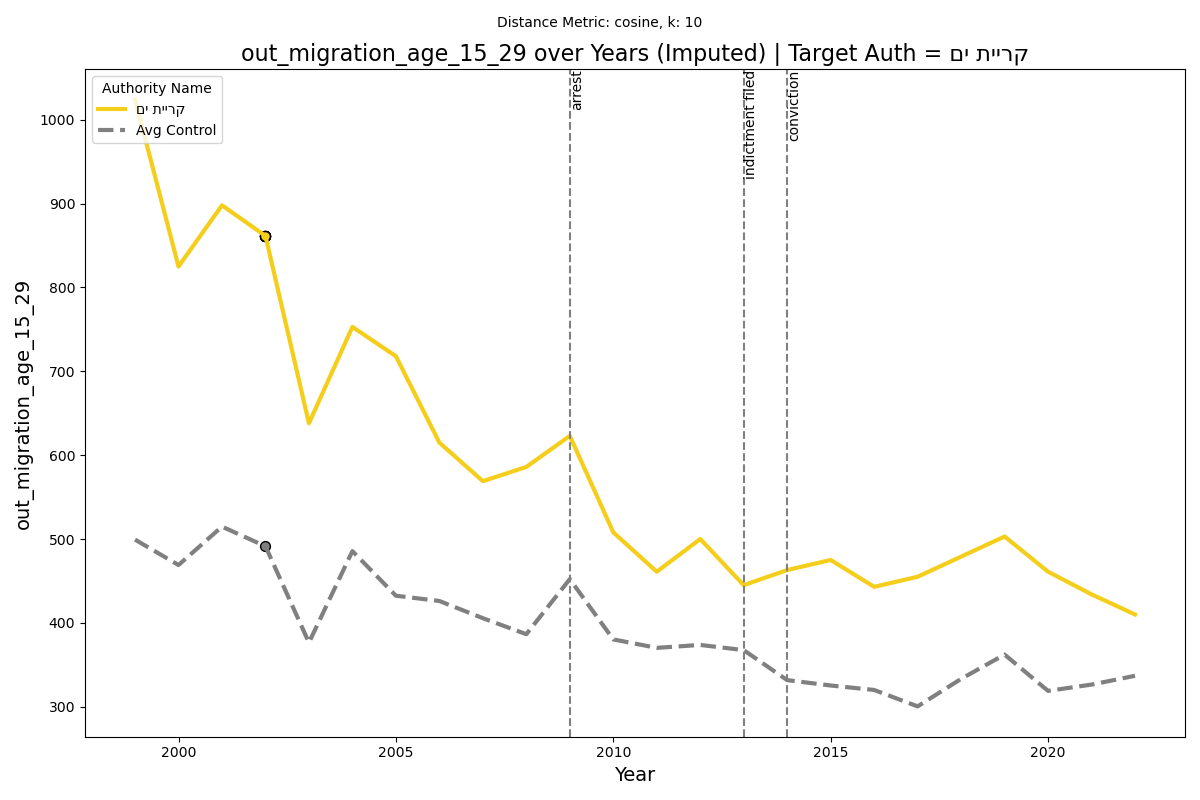 Distance Metric: cosine, k: 10
out_migration_age_15_29 over Years (Imputed) | Target Auth = קריית ים
Authority Name
קריית ים
Avg Control
arrest
indictment filed
conviction
out_migration_age_15_29
1000
900
800
700
600
500
400
300
2000
2005
2010
2015
2020
Year